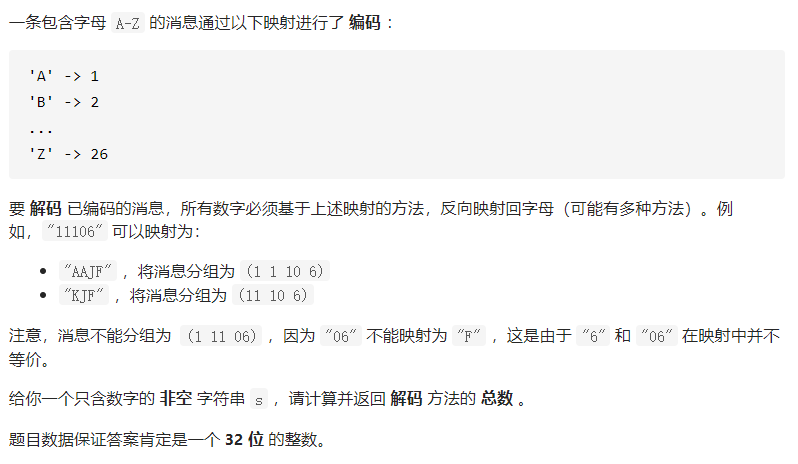 一条包含字母 A-Z 的消息通过以下映射进行了 编码 :
'A' -> 1
'B' -> 2
...
'Z' -> 26
要 解码 已编码的消息，所有数字必须基于上述映射的方法，反向映射回字母（可能有多种方法）。例
如，"11106" 可以映射为：
• "AAJF" ，将消息分组为 (1 1 10 6)
• "KJF" ，将消息分组为 (11 10 6)
注意，消息不能分组为 (1 11 06) ，因为 "06" 不能映射为 "F" ，这是由于 "6" 和 "06" 在映射中并不
等价。
给你一个只含数字的 非空 字符串 s ，请计算并返回 解码 方法的 总数 。
题目数据保证答案肯定是一个 32 位 的整数。